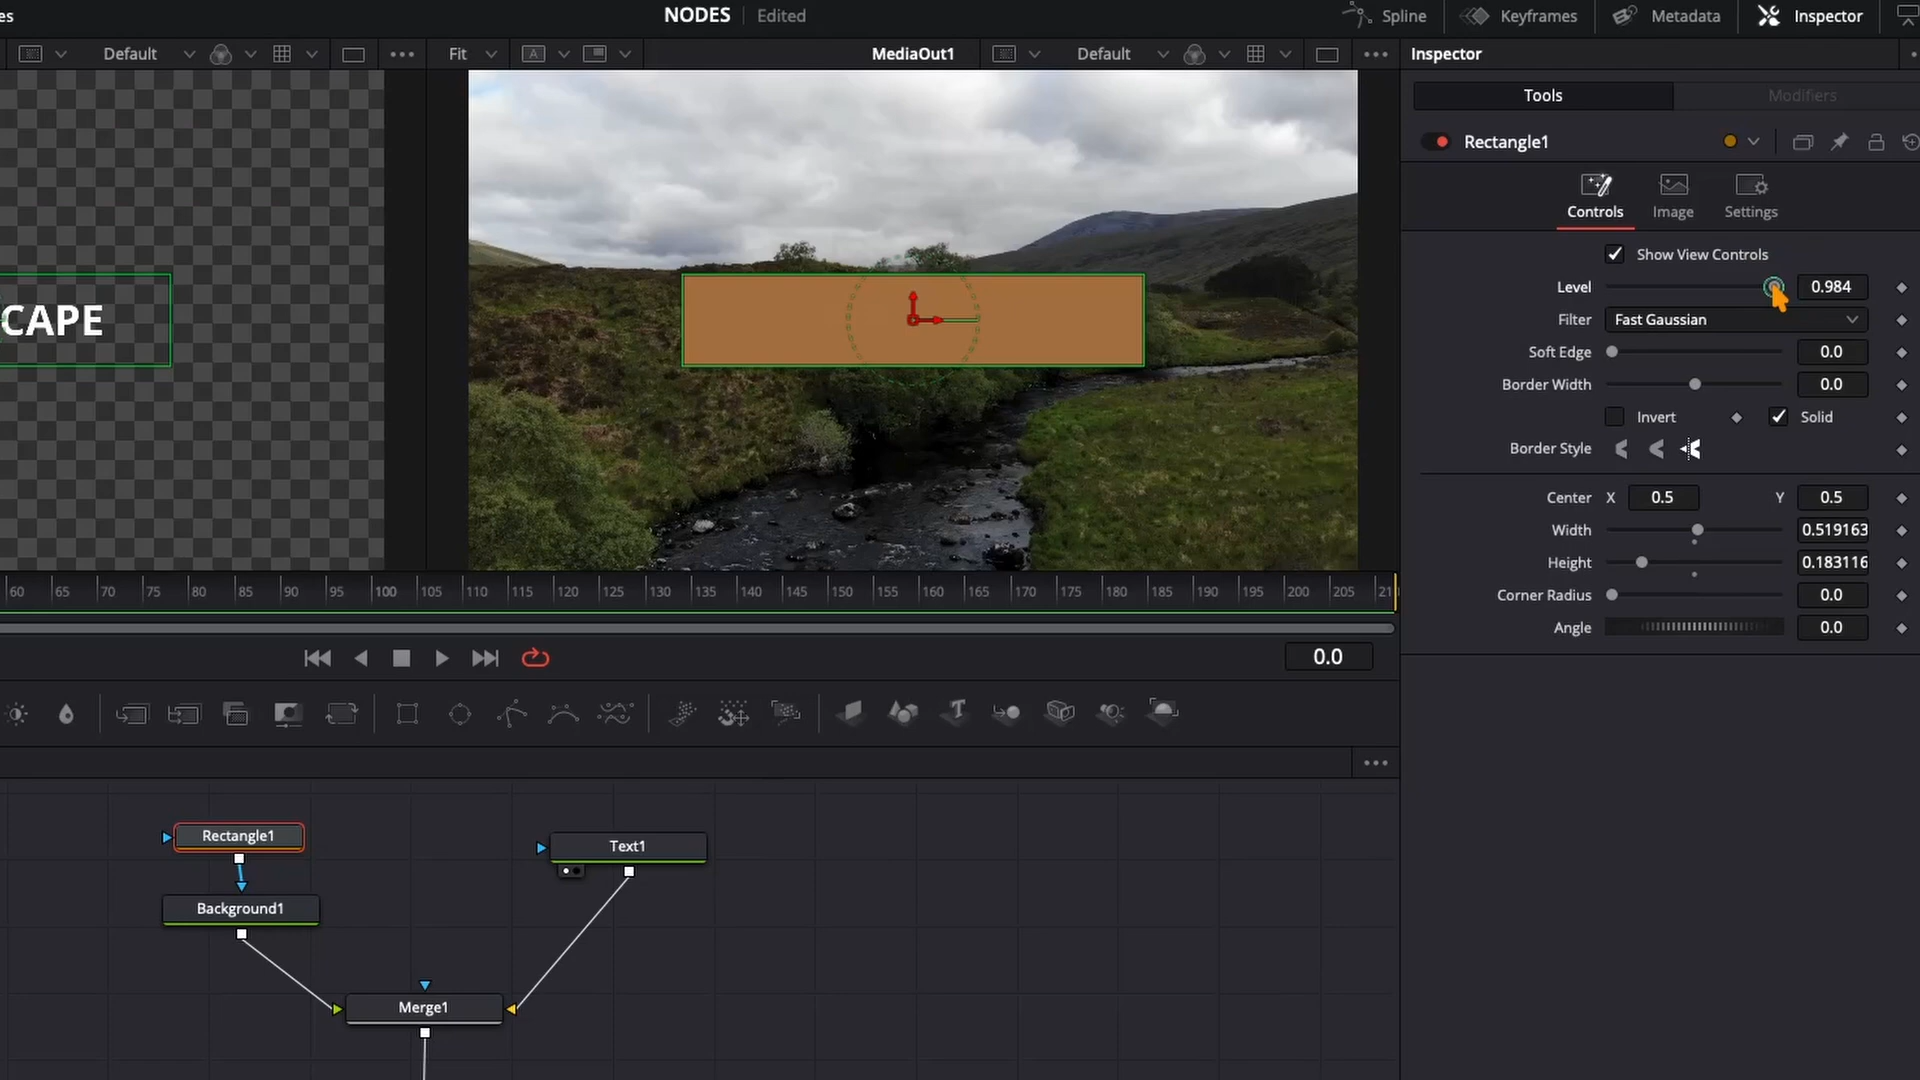 es
NODES
Edited
Spline
Keyframes
Metadata
Inspector
Default
Fit
A
MediaOut1
Default
Inspector
Tools
Modifiers
Rectangle1
Controls
Image
Settings
Show View Controls
Level
0.984
Filter
Fast Gaussian
Soft Edge
0.0
Border Width
0.0
Invert
Solid
Border Style
Center X 0.5 Y 0.5
Width
0.519163
Height
0.183116
Corner Radius
0.0
Angle
0.0
CAPE
60 65 70 75 80 85 90 95 100 105 110 115 120 125 130 135 140 145 150 155 160 165 170 175 180 185 190 195 200 205 21
0.0
Rectangle1
Text1
Background1
Merge1